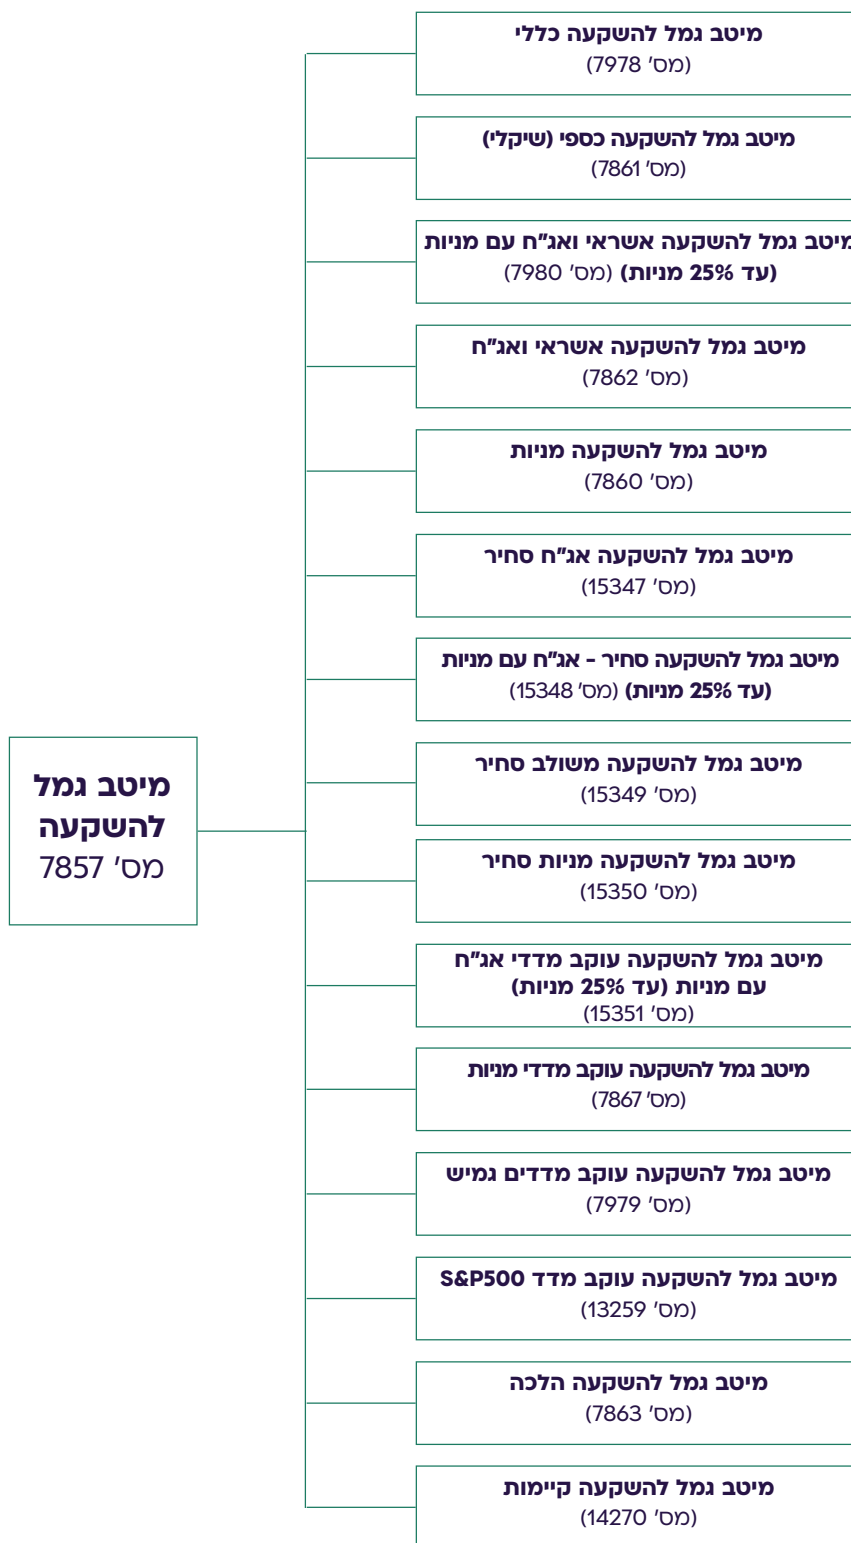 מיטב גמל להשקעה כללי
(מס' 7978)
מיטב גמל להשקעה כספי (שיקלי)
(מס' 7861)
מיטב גמל להשקעה אשראי ואג"ח עם מניות
(עד 25% מניות) (מס' 7980)
מיטב גמל להשקעה אשראי ואג"ח
(מס' 7862)
מיטב גמל להשקעה מניות
(מס' 7860)
מיטב גמל להשקעה אג"ח סחיר
(מס' 15347)
מיטב גמל להשקעה סחיר - אג"ח עם מניות
(עד 25% מניות) (מס' 15348)
מיטב גמל
להשקעה
מס' 7857
מיטב גמל להשקעה משולב סחיר
(מס' 15349)
מיטב גמל להשקעה מניות סחיר
(מס' 15350)
מיטב גמל להשקעה עוקב מדדי אג"ח
עם מניות (עד 25% מניות)
(מס' 15351)
מיטב גמל להשקעה עוקב מדדי מניות
(מס' 7867)
מיטב גמל להשקעה עוקב מדדים גמיש
(מס' 7979)
מיטב גמל להשקעה עוקב מדד S&P500
(מס' 13259)
מיטב גמל להשקעה הלכה
(מס' 7863)
מיטב גמל להשקעה קיימות
(מס' 14270)